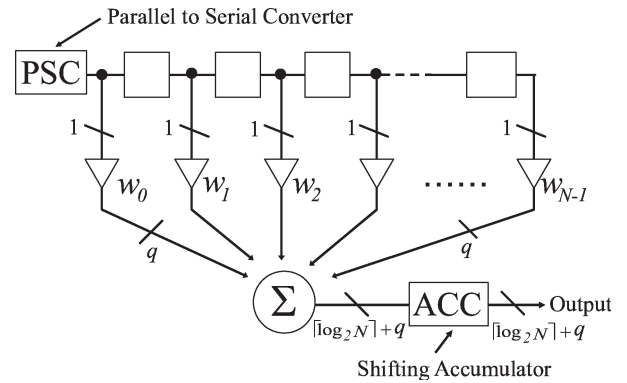 Parallel to Serial Converter
PSC
1 1 1 1 1
w0 w1 w2 ...... wN-1
q q
Σ ACC Output
⌈log2N⌉+q ⌈log2N⌉+q
Shifting Accumulator